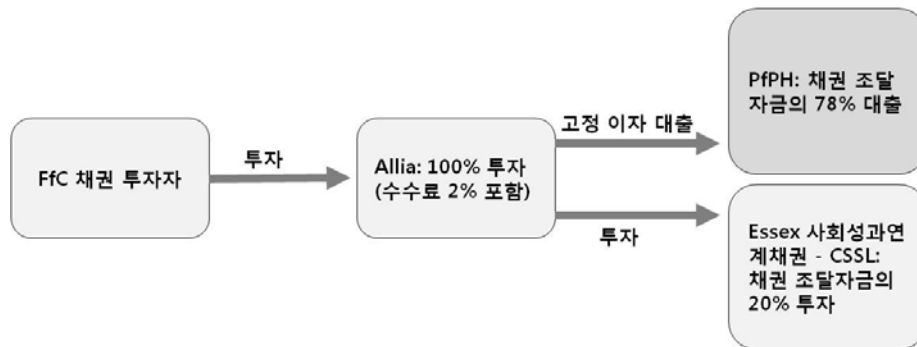 PfPH: 채권 조달
자금의 78% 대출
고정 이자 대출
투자
FfC 채권 투자자
Allia: 100% 투자
(수수료 2% 포함)
투자
Essex 사회성과연
계채권 - CSSL:
채권 조달자금의
20% 투자